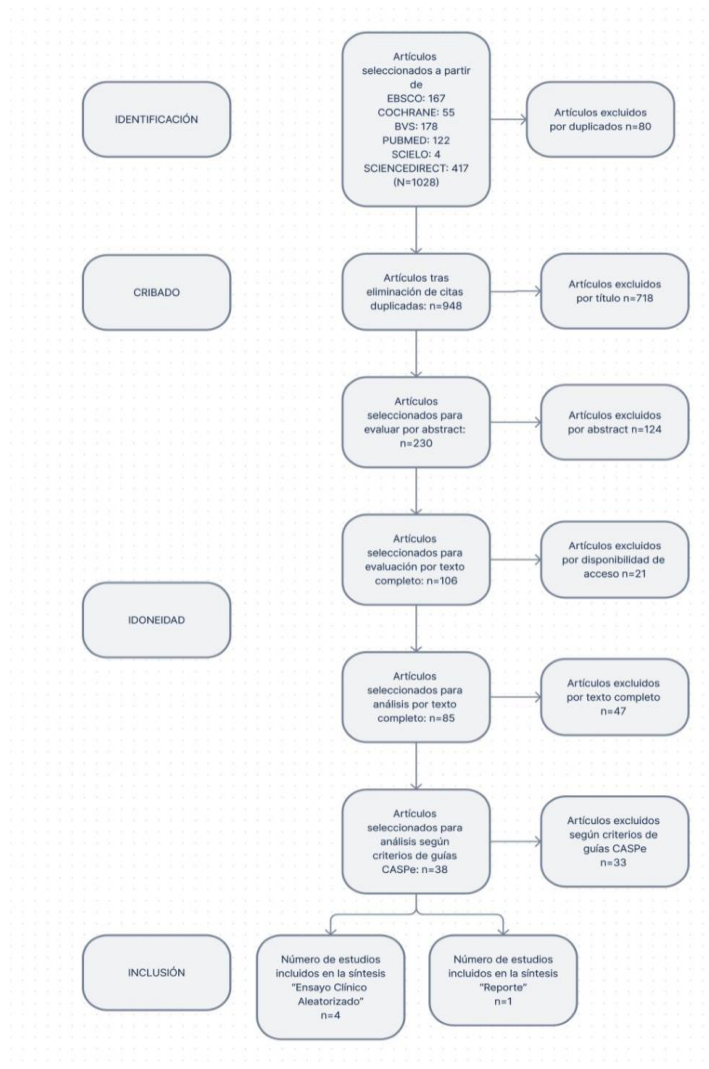 IDENTIFICACIÓN
Artículos
seleccionados a partir
de
EBSCO: 167
COCHRANE: 55
BVS: 178
PUBMED: 122
SCIELO: 4
SCIENCEDIRECT: 417
(N=1028)
Artículos excluidos
por duplicados n=80
CRIBADO
Artículos tras
eliminación de citas
duplicadas: n=948
Artículos excluidos
por título n=718
Artículos
seleccionados para
evaluar por abstract:
n=230
Artículos excluidos
por abstract n=124
Artículos
seleccionados para
evaluación por texto
completo: n=106
Artículos excluidos
por disponibilidad de
acceso n=21
IDONEIDAD
Artículos
seleccionados para
análisis por texto
completo: n=85
Artículos excluidos
por texto completo
n=47
Artículos
seleccionados para
análisis según
criterios de guías
CASPe: n=38
Artículos excluidos
según criterios de
guías CASPe
n=33
INCLUSIÓN
Número de estudios
incluidos en la síntesis
"Ensayo Clínico
Aleatorizado"
n=4
Número de estudios
incluidos en la síntesis
"Reporte"
n=1